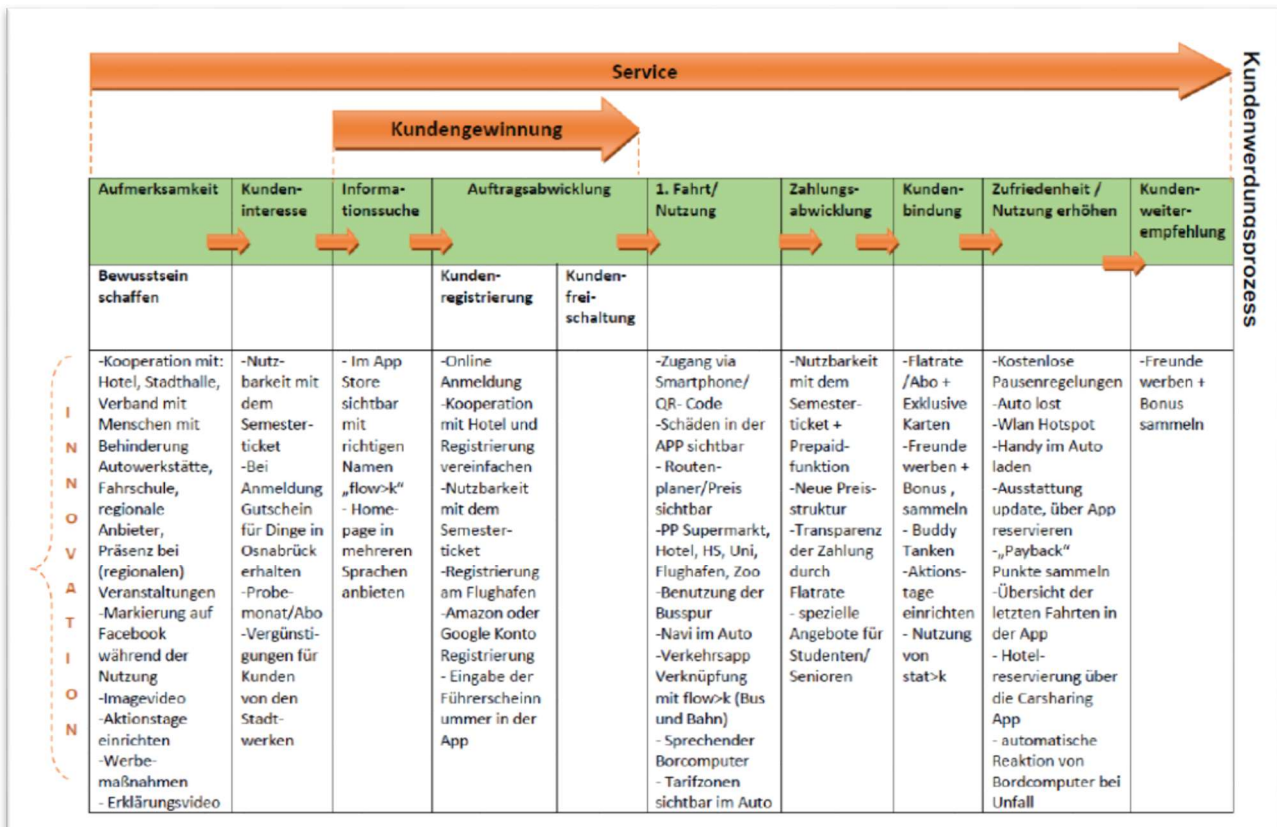 Service
Kundengewinnung
Kundenwerdungsprozess
Aufmerksamkeit
Kunden-
interesse
Informa-
tionssuche
Auftragsabwicklung
1. Fahrt/
Nutzung
Zahlungs-
abwicklung
Kunden-
bindung
Zufriedenheit /
Nutzung erhöhen
Kunden-
weiter-
empfehlung
Bewusstsein
schaffen
Kunden-
registrierung
Kunden-
frei-
schaltung
INNOVATION
-Kooperation mit:
Hotel, Stadthalle,
Verband mit
Menschen mit
Behinderung
Autowerkstätte,
Fahrschule,
regionale
Anbieter,
Präsenz bei
(regionalen)
Veranstaltungen
-Markierung auf
Facebook
während der
Nutzung
-Imagevideo
-Aktionstage
einrichten
-Werbe-
maßnahmen
- Erklärungsvideo
-Nutz-
barkeit mit
dem
Semester-
ticket
-Bei
Anmeldung
Gutschein
für Dinge in
Osnabrück
erhalten
-Probe-
monat/Abo
-Vergünsti-
gungen für
Kunden
von den
Stadt-
werken
- Im App
Store
sichtbar
mit
richtigen
Namen
„flow>k"
- Home-
page in
mehreren
Sprachen
anbieten
-Online
Anmeldung
-Kooperation
mit Hotel und
Registrierung
vereinfachen
-Nutzbarkeit
mit dem
Semester-
ticket
-Registrierung
am Flughafen
-Amazon oder
Google Konto
Registrierung
- Eingabe der
Führerscheinn
ummer in der
App
-Zugang via
Smartphone/
QR- Code
-Schäden in der
APP sichtbar
- Routen-
planer/Preis
sichtbar
-PP Supermarkt,
Hotel, HS, Uni,
Flughafen, Zoo
-Benutzung der
Busspur
-Navi im Auto
-Verkehrsapp
Verknüpfung
mit flow>k (Bus
und Bahn)
- Sprechender
Borcomputer
- Tarifzonen
sichtbar im Auto
-Nutzbarkeit
mit dem
Semester-
ticket +
Prepaid-
funktion
-Neue Preis-
struktur
-Transparenz
der Zahlung
durch
Flatrate
- spezielle
Angebote für
Studenten/
Senioren
-Flatrate
/Abo +
Exklusive
Karten
-Freunde
werben +
Bonus ,
sammeln
- Buddy
Tanken
-Aktions-
tage
einrichten
- Nutzung
von
stat>k
-Kostenlose
Pausenregelungen
-Auto lost
-Wlan Hotspot
-Handy im Auto
laden
-Ausstattung
update, über App
reservieren
-„Payback"
Punkte sammeln
-Übersicht der
letzten Fahrten in
der App
- Hotel-
reservierung über
die Carsharing
App
- automatische
Reaktion von
Bordcomputer bei
Unfall
-Freunde
werben +
Bonus
sammeln